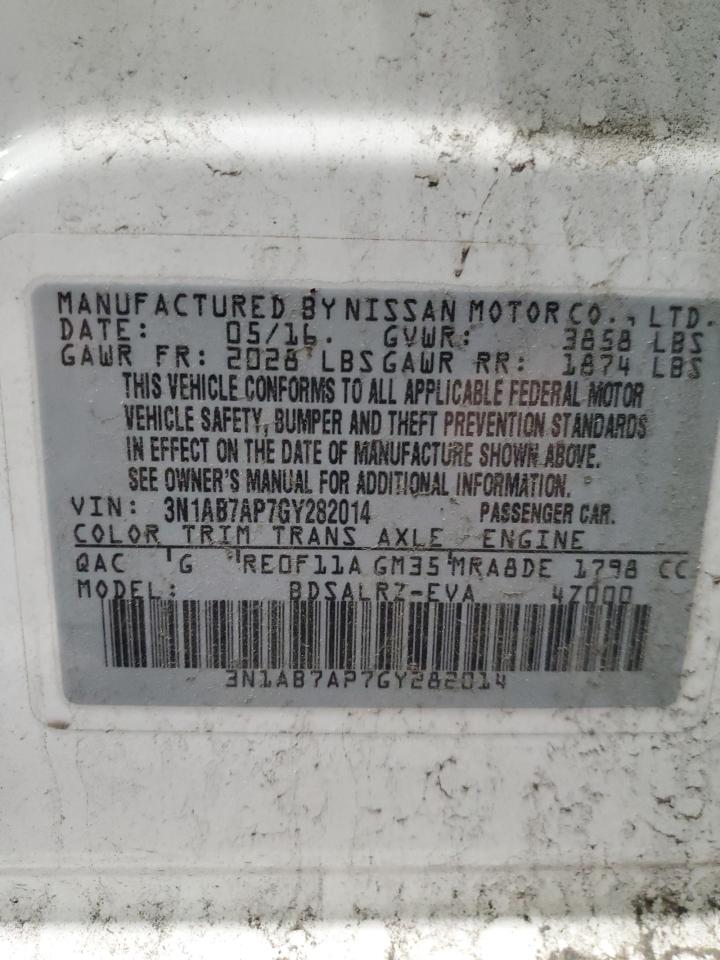 MANUFACTURED BY NISSAN MOTOR CO., LTD.
DATE: 05/16. GVWR: 3858 LBS
GAWR FR: 2028 LBS GAWR RR: 1874 LBS
THIS VEHICLE CONFORMS TO ALL APPLICABLE FEDERAL MOTOR
VEHICLE SAFETY, BUMPER AND THEFT PREVENTION STANDARDS
IN EFFECT ON THE DATE OF MANUFACTURE SHOWN ABOVE.
SEE OWNER'S MANUAL FOR ADDITIONAL INFORMATION.
VIN: 3N1AB7AP7GY282014 PASSENGER CAR.
COLOR TRIM TRANS AXLE ENGINE
QAC G RE0F11A GM35 MRA8DE 1798 CC
MODEL: BDSALRZ-EVA 4Z000
3N1AB7AP7GY282014